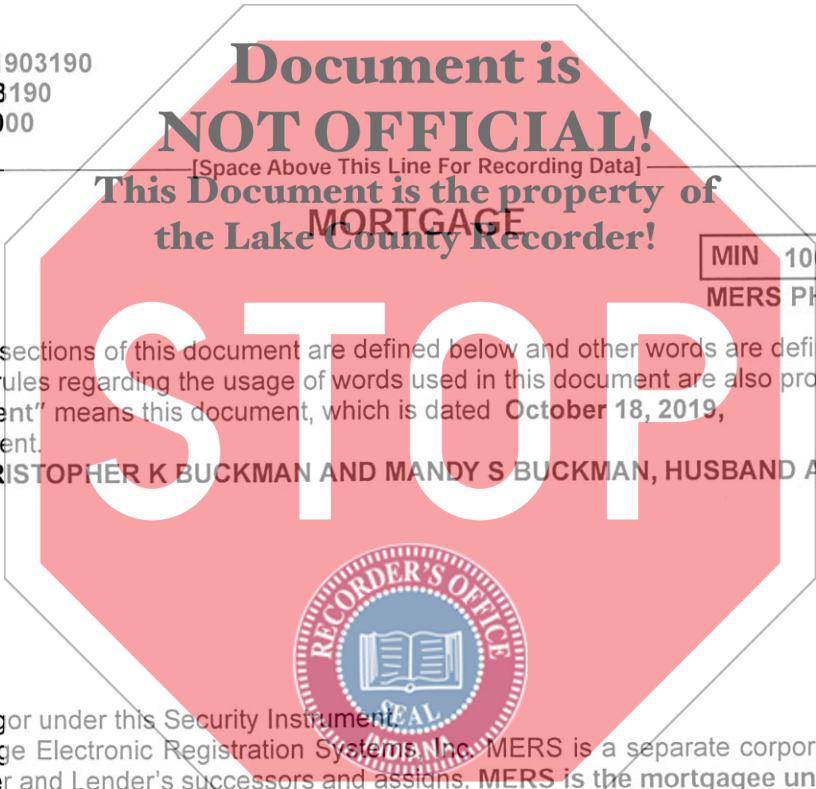 1903190
Document is
3190
000
NOT OFFICIAL!
[Space Above This Line For Recording Data]
This Document is the property of
MORTGAGE
the Lake County Recorder!
MIN 10
MERS PH
sections of this document are defined below and other words are defi
rules regarding the usage of words used in this document are also pro
ent" means this document, which is dated October 18, 2019,
ent.
RISTOPHER K BUCKMAN AND MANDY S BUCKMAN, HUSBAND A
STOP
RECORDER'S OFFICE
SEAL
INDIANA
gor under this Security Instrument.
ge Electronic Registration Systems, Inc. MERS is a separate corpor
r and Lender's successors and assigns. MERS is the mortgagee un